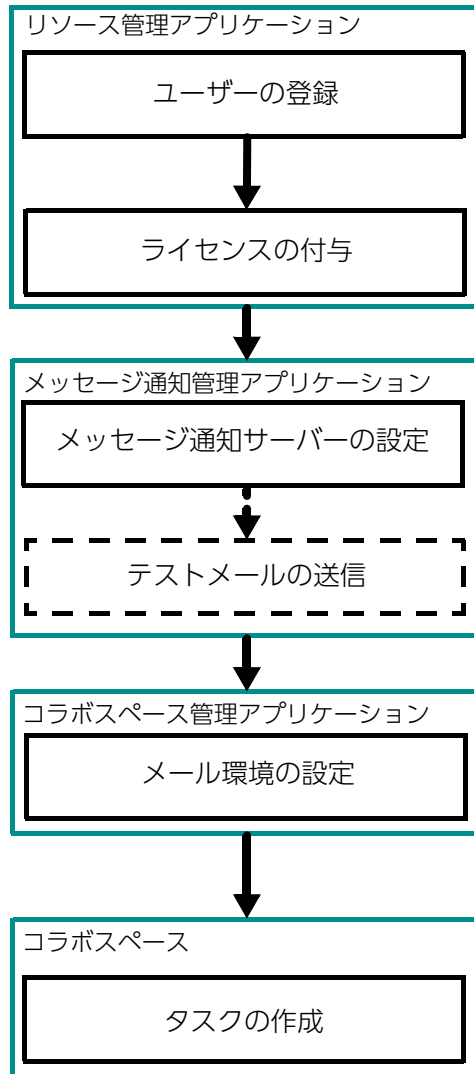 リソース管理アプリケーション
ユーザーの登録
ライセンスの付与
メッセージ通知管理アプリケーション
メッセージ通知サーバーの設定
テストメールの送信
コラボスペース管理アプリケーション
メール環境の設定
コラボスペース
タスクの作成